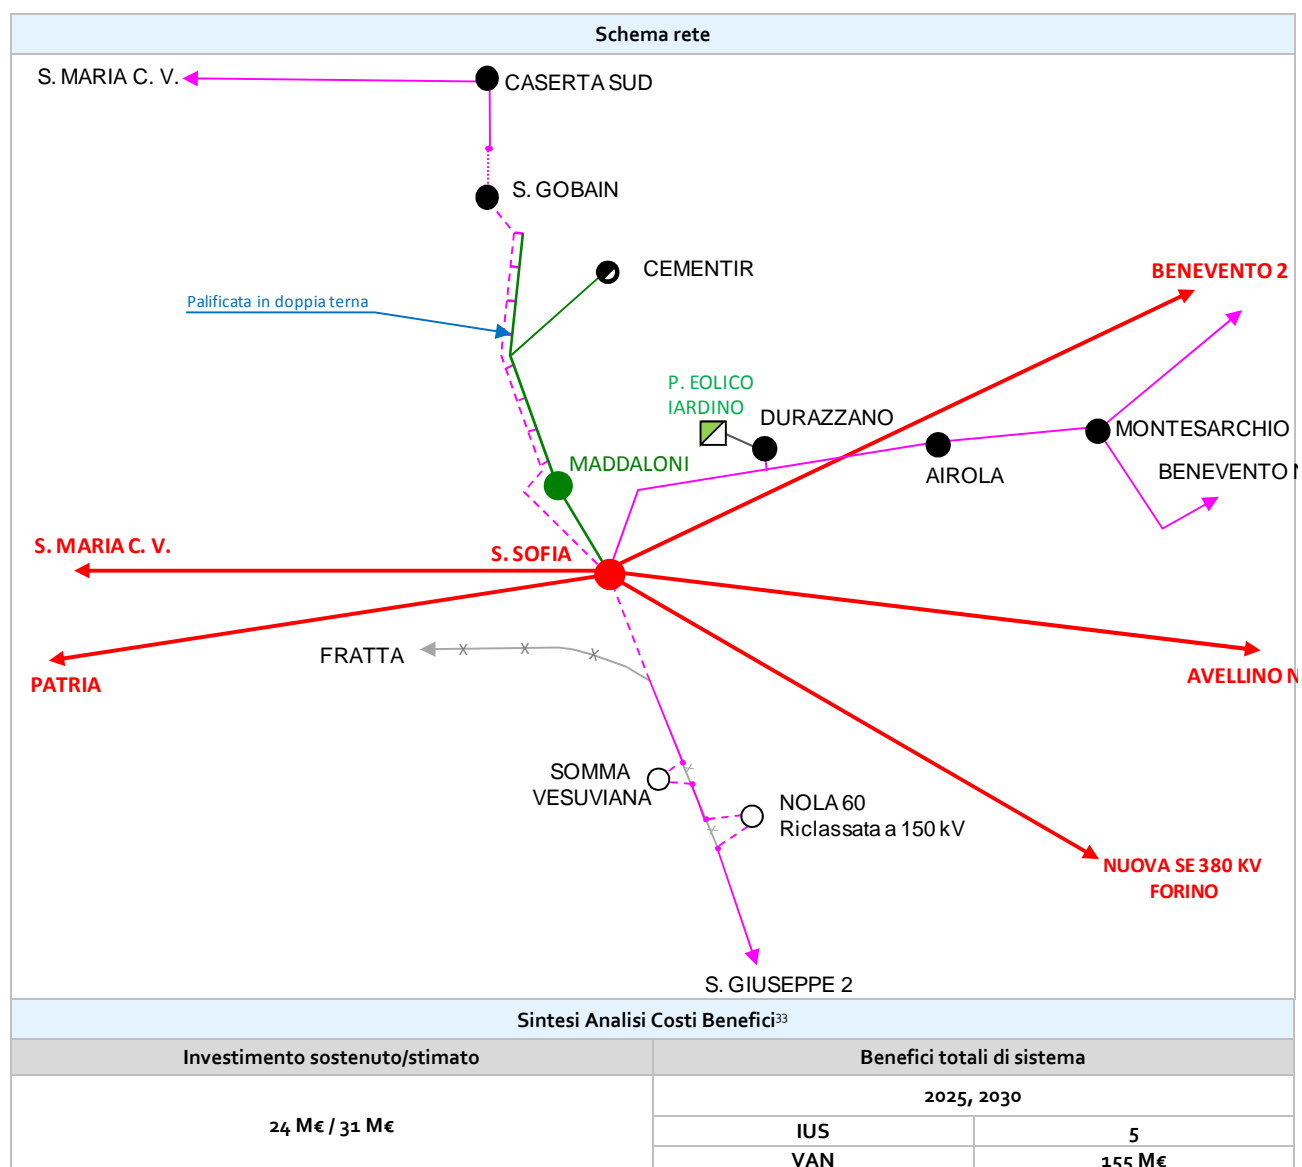 Schema rete
S. MARIA C. V.
CASERTA SUD
S. GOBAIN
CEMENTIR
BENEVENTO 2
Palificata in doppia terna
P. EOLICO
IARDINO
DURAZZANO
MONTESARCHIO
MADDALONI
AIROLA
BENEVENTO N
S. MARIA C. V.
S. SOFIA
FRATTA
PATRIA
AVELLINO N
SOMMA
VESUVIANA
NOLA 60
Riclassata a 150 kV
NUOVA SE 380 KV
FORINO
S. GIUSEPPE 2
Sintesi Analisi Costi Benefici³³
Investimento sostenuto/stimato
Benefici totali di sistema
2025, 2030
24 M€ / 31 M€
IUS
5
VAN
155 M€